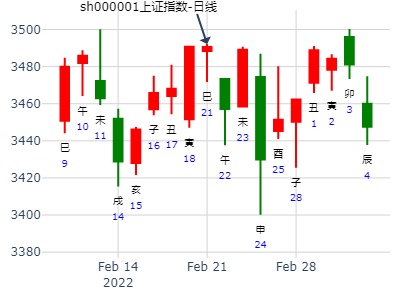 sh000001上证指数-日线
3500
3480
3460
3440
3420
3400
3380
巳
9
午
10
未
11
戌
14
亥
15
子
16
丑
17
寅
18
巳
21
午
22
未
23
申
24
酉
25
子
28
丑
1
寅
2
卯
3
辰
4
Feb 14
2022
Feb 21
Feb 28